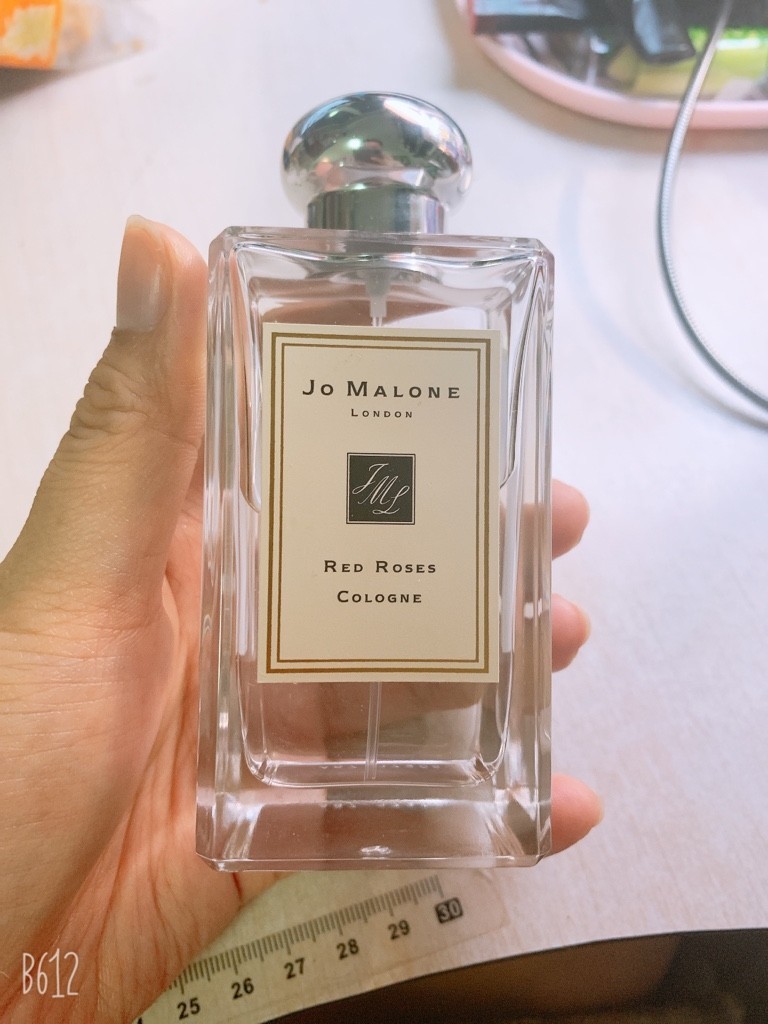 Jo Malone
London
JML
Red Roses
Cologne
25 26 27 28 29 30
B612